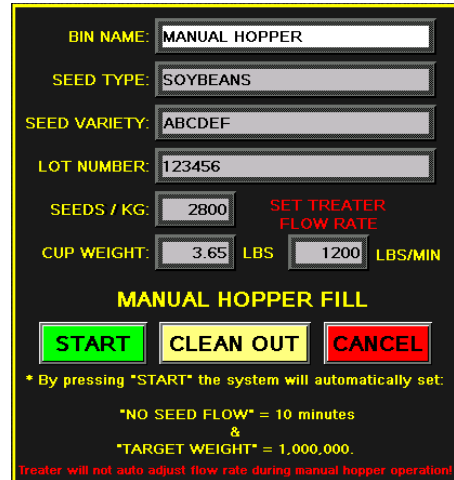 BIN NAME: MANUAL HOPPER
SEED TYPE: SOYBEANS
SEED VARIETY: ABCDEF
LOT NUMBER: 123456
SEEDS / KG: 2800 SET TREATER
FLOW RATE
CUP WEIGHT: 3.65 LBS 1200 LBS/MIN
MANUAL HOPPER FILL
START CLEAN OUT CANCEL
* By pressing "START" the system will automatically set:
"NO SEED FLOW" = 10 minutes
&
"TARGET WEIGHT" = 1,000,000.
Treater will not auto adjust flow rate during manual hopper operation!